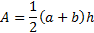 A = 1/2 (a + b)h